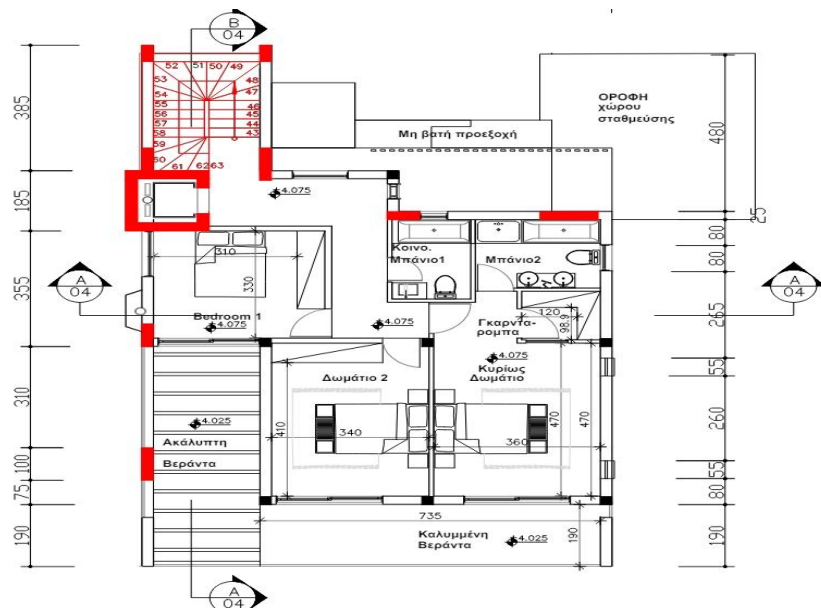 B
04
385
185
355
310
100
75
190
52
51
50
49
53
48
54
47
55
46
56
45
57
44
58
43
59
60
61
62
63
ΟΡΟΦΗ
χώρου
σταθμεύσης
480
Μη βατή προεξοχή
+4.075
25
80
80
265
55
260
55
80
190
Κοινο.
Μπάνιο1
Μπάνιο2
310
330
A
04
A
04
Bedroom 1
+4.075
+4.075
120
98.9
Γκαρντα-
ρομπα
+4.075
Κυρίως
Δωμάτιο
Δωμάτιο 2
410
340
360
470
470
+4.025
Ακάλυπτη
Βεράντα
735
Καλυμμένη
Βεράντα
+4.025
190
A
04